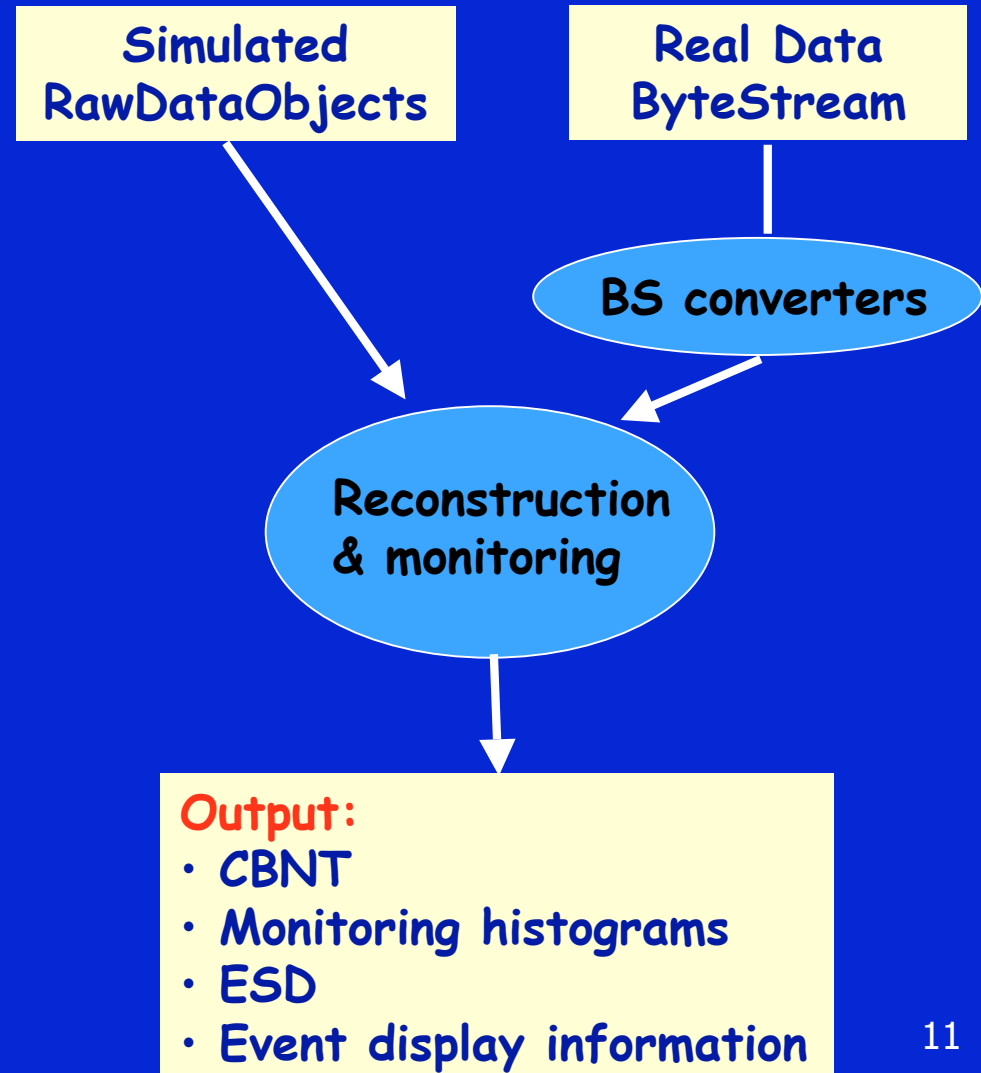 Simulated
RawDataObjects
Real Data
ByteStream
BS converters
Reconstruction
& monitoring
Output:
• CBNT
• Monitoring histograms
• ESD
• Event display information
11